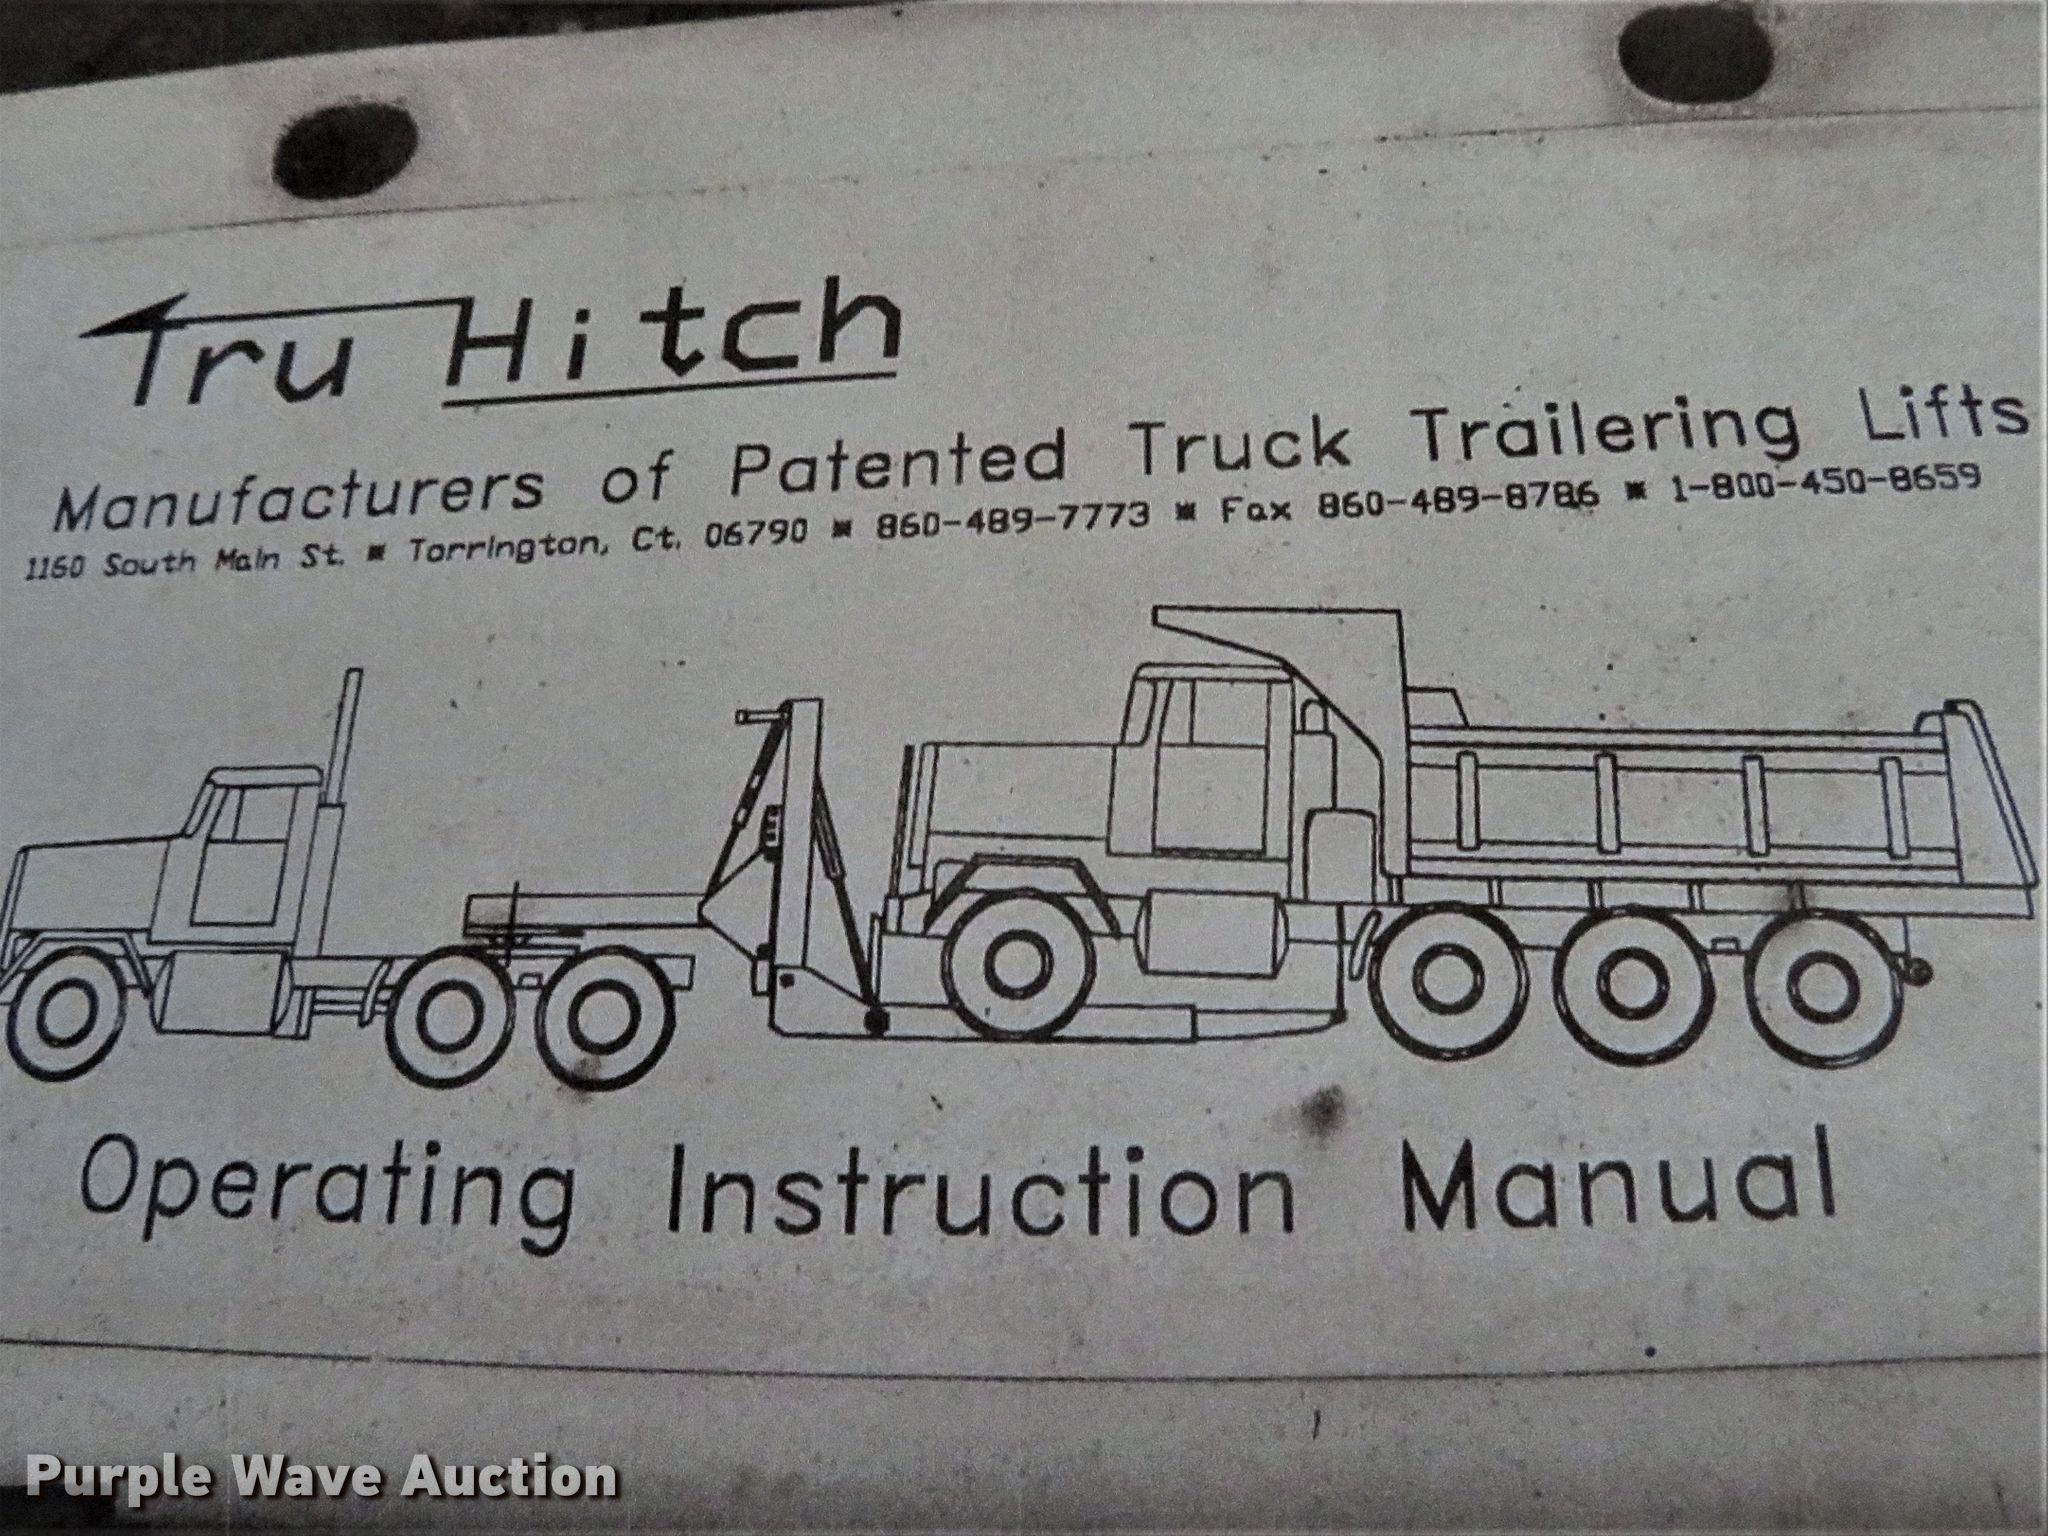 Tru Hitch
Manufacturers of Patented Truck Trailering Lifts
1160 South Main St. ✱ Torrington, Ct. 06790 ✱ 860-489-7773 ✱ Fax 860-489-8786 ✱ 1-800-450-8659
Operating Instruction Manual
Purple Wave Auction